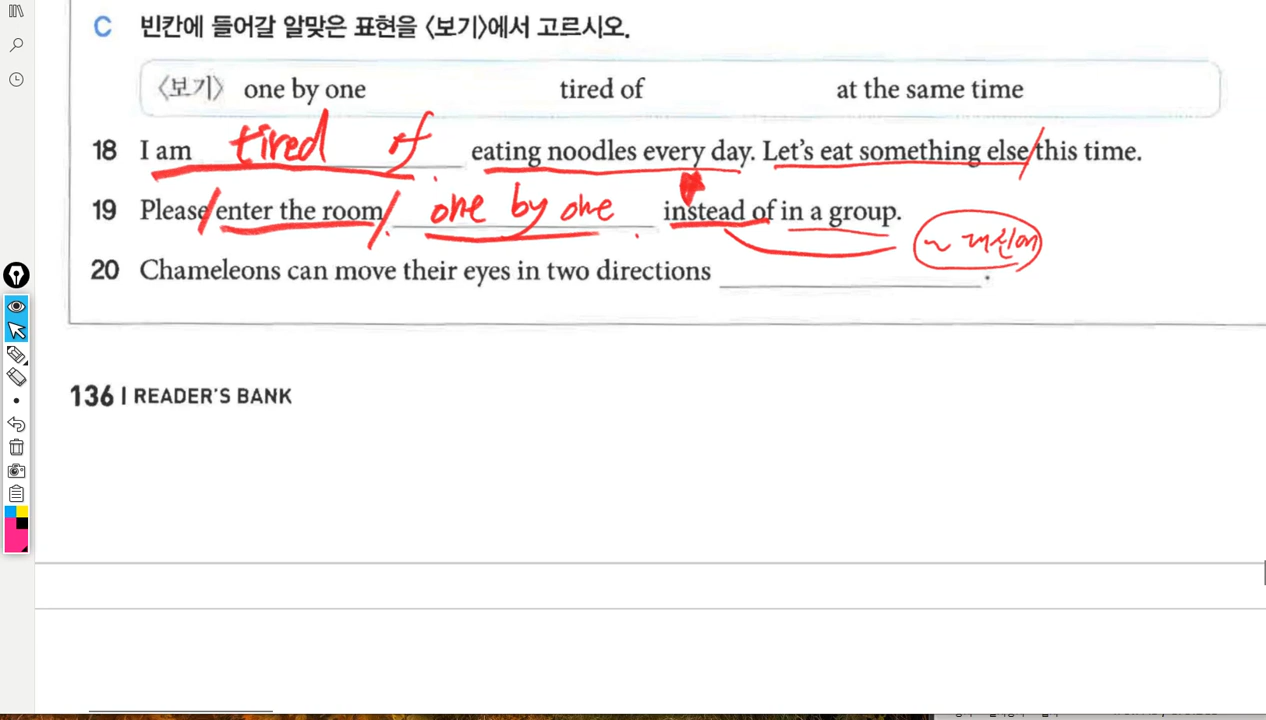 C 빈칸에 들어갈 알맞은 표현을 〈보기〉에서 고르시오.
〈보기〉 one by one tired of at the same time
18 I am tired of eating noodles every day. Let's eat something else/this time.
19 Please/enter the room/ one by one instead of in a group.
~ 대신에
20 Chameleons can move their eyes in two directions ____________.
136 | READER'S BANK